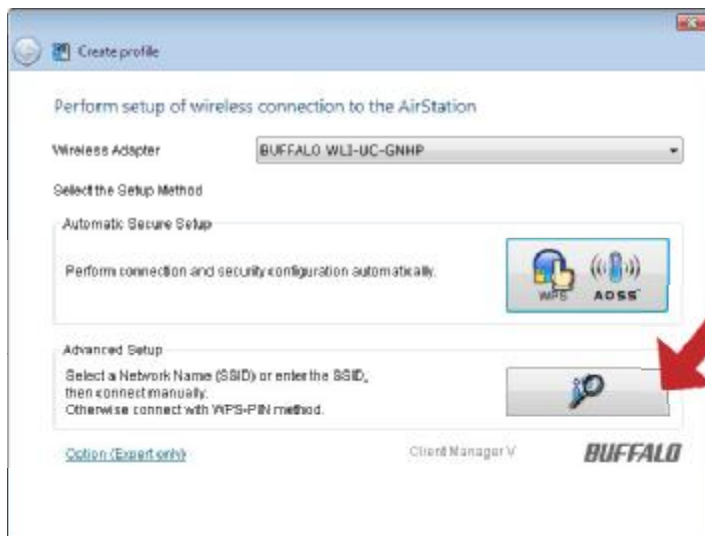 Create profile
Perform setup of wireless connection to the AirStation
Wireless Adapter
BUFFALO WLI-UC-GNHP
Select the Setup Method
Automatic Secure Setup
Perform connection and security configuration automatically.
WPS
AOSS™
Advanced Setup
Select a Network Name (SSID) or enter the SSID,
then connect manually.
Otherwise connect with WPS-PIN method.
Option (Expert only)
Client Manager V
BUFFALO